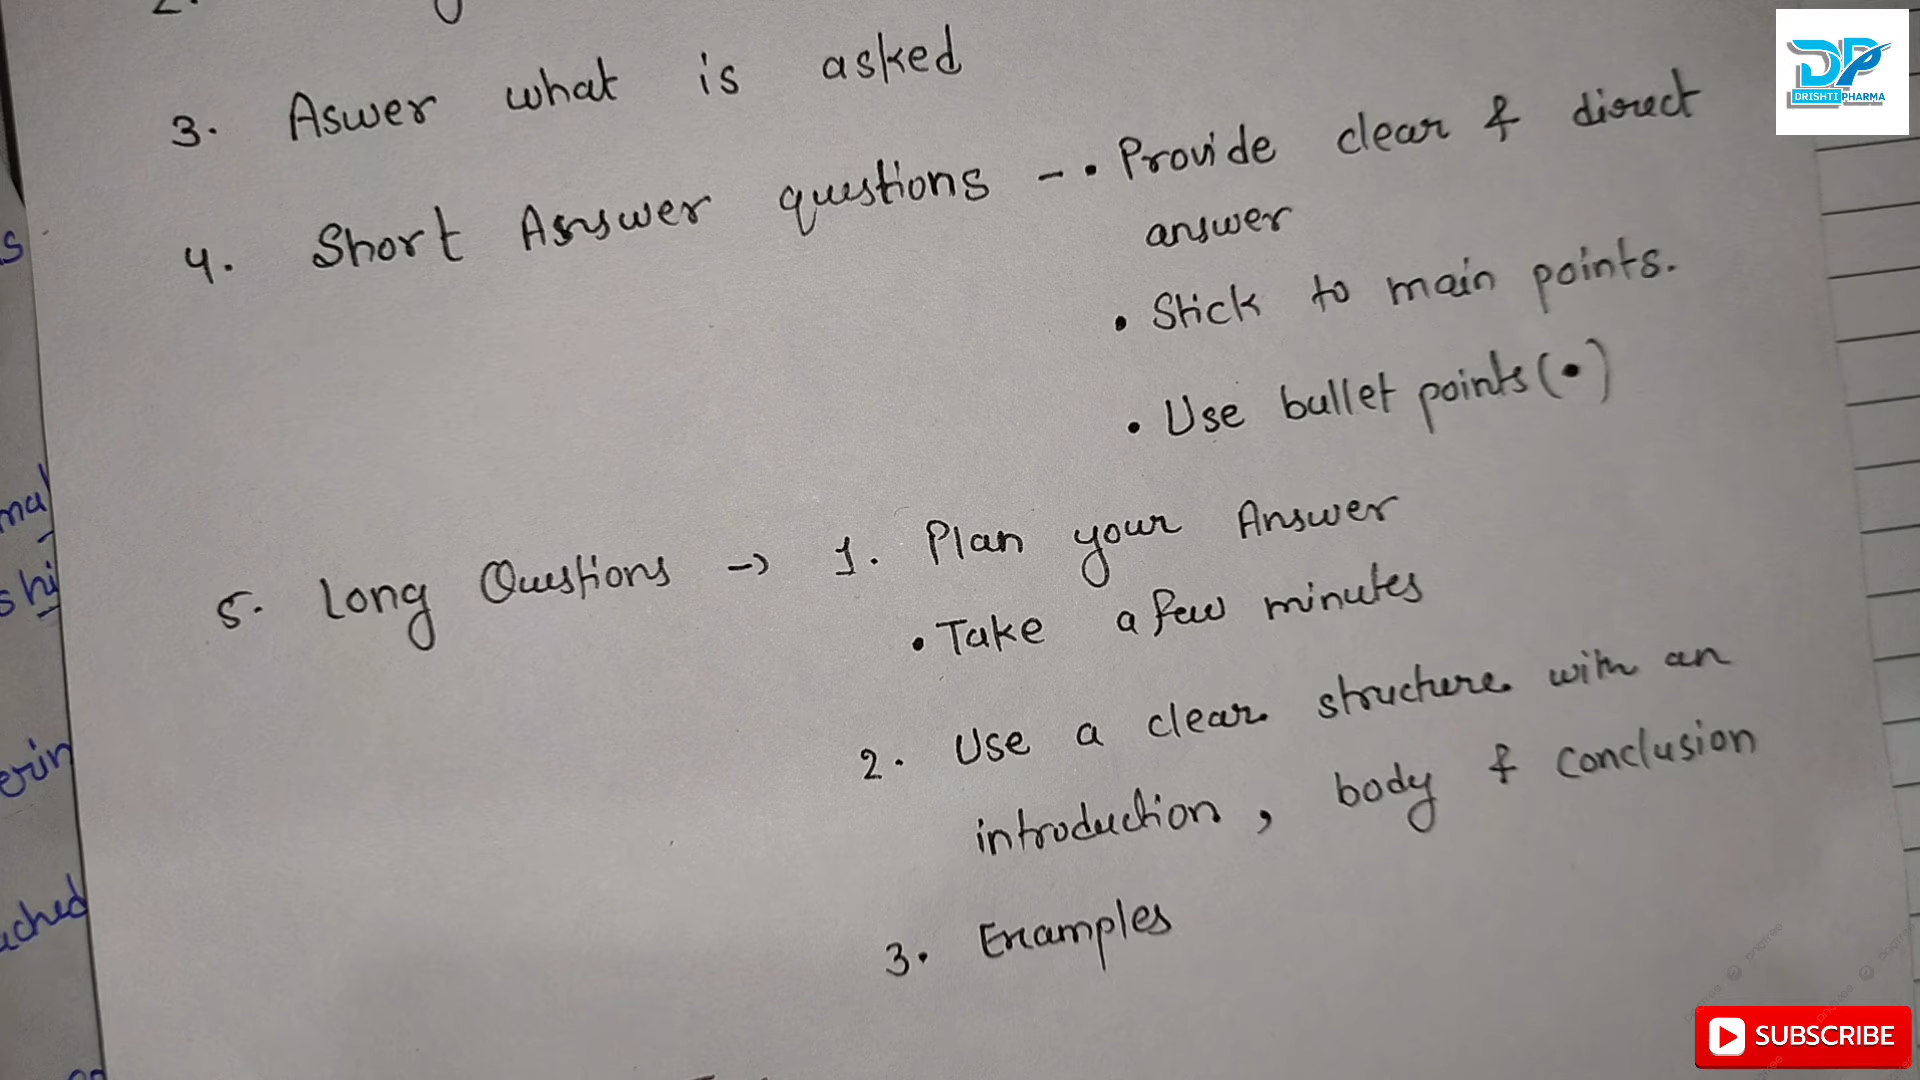 3. Aswer what is asked
4. Short Answer questions - • Provide clear & direct
answer
• Stick to main points.
• Use bullet points (•)
5. Long Questions → 1. Plan your Answer
• Take a few minutes
2. Use a clear structure with an
introduction, body & conclusion
3. Examples
DP
DRISHTI PHARMA
SUBSCRIBE